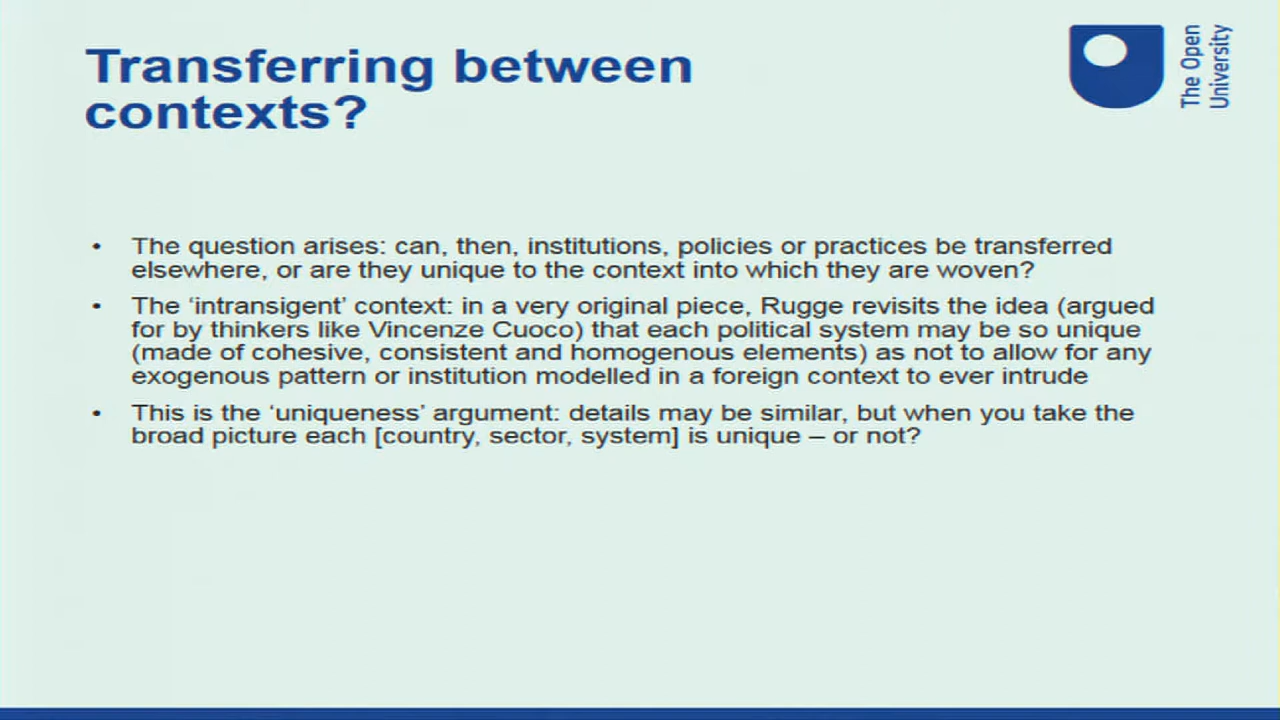 Transferring between
contexts?
The Open
University
• The question arises: can, then, institutions, policies or practices be transferred
elsewhere, or are they unique to the context into which they are woven?
• The ‘intransigent’ context: in a very original piece, Rugge revisits the idea (argued
for by thinkers like Vincenze Cuoco) that each political system may be so unique
(made of cohesive, consistent and homogenous elements) as not to allow for any
exogenous pattern or institution modelled in a foreign context to ever intrude
• This is the ‘uniqueness’ argument: details may be similar, but when you take the
broad picture each [country, sector, system] is unique – or not?